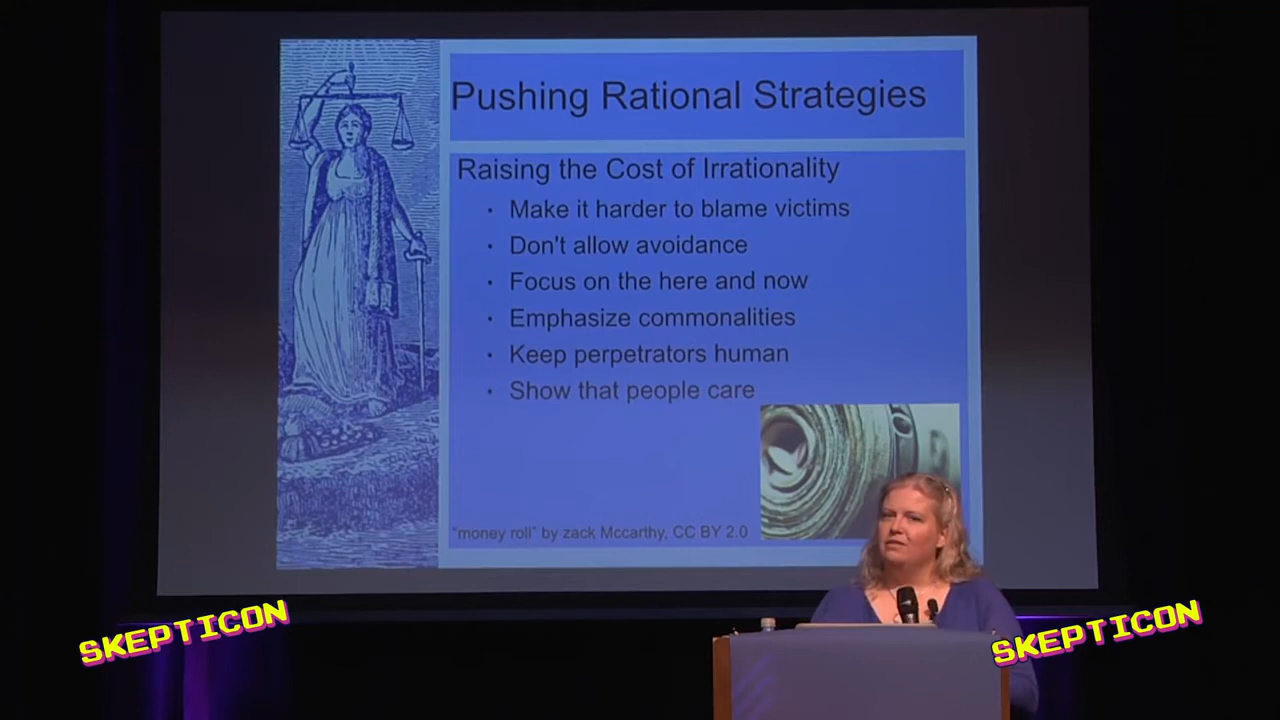 Pushing Rational Strategies
Raising the Cost of Irrationality
· Make it harder to blame victims
· Don't allow avoidance
· Focus on the here and now
· Emphasize commonalities
· Keep perpetrators human
· Show that people care
"money roll" by zack Mccarthy, CC BY 2.0
SKEPTICON
SKEPTICON